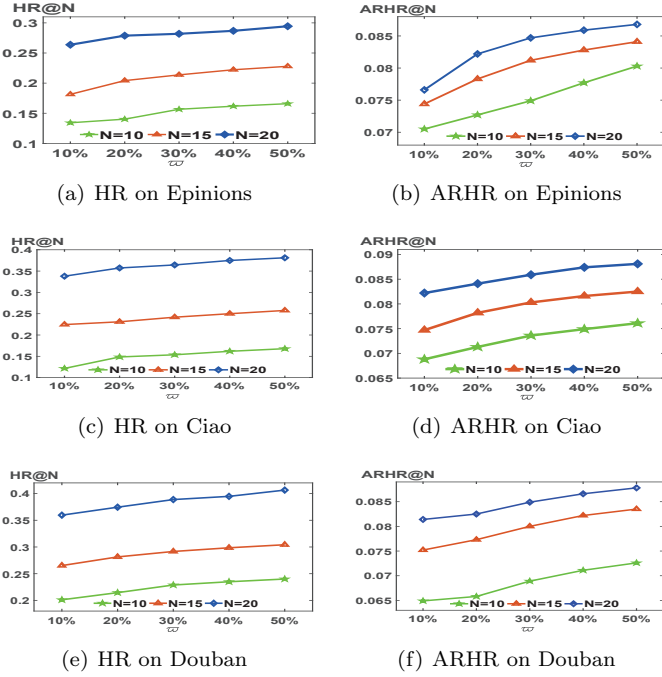 HR@N
0.3
0.25
0.2
0.15
0.1
N=10 N=15 N=20
10% 20% 30% 40% 50%
ϖ
(a) HR on Epinions
ARHR@N
0.085
0.08
0.075
0.07
N=10 N=15 N=20
10% 20% 30% 40% 50%
ϖ
(b) ARHR on Epinions
HR@N
0.4
0.35
0.3
0.25
0.2
0.15
0.1
N=10 N=15 N=20
10% 20% 30% 40% 50%
ϖ
(c) HR on Ciao
ARHR@N
0.09
0.085
0.08
0.075
0.07
0.065
N=10 N=15 N=20
10% 20% 30% 40% 50%
ϖ
(d) ARHR on Ciao
HR@N
0.4
0.35
0.3
0.25
0.2
N=10 N=15 N=20
10% 20% 30% 40% 50%
ϖ
(e) HR on Douban
ARHR@N
0.085
0.08
0.075
0.07
0.065
N=10 N=15 N=20
10% 20% 30% 40% 50%
ϖ
(f) ARHR on Douban